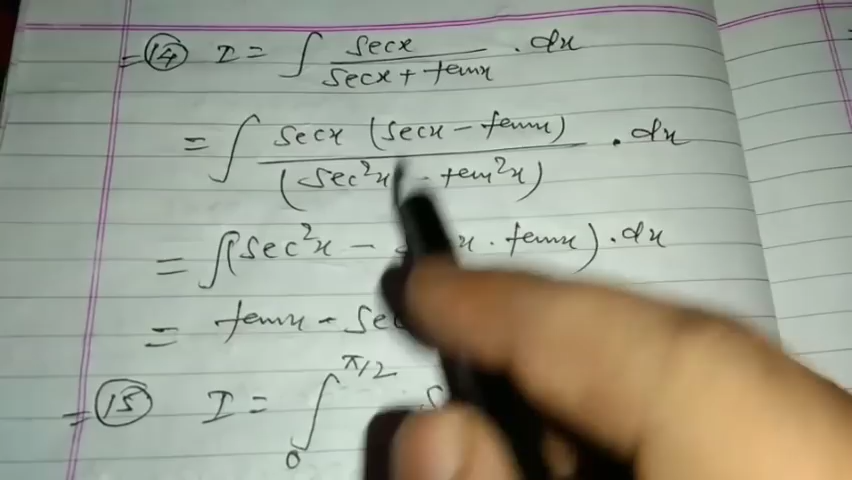 = (14) I = ∫ secx / secx + tanx . dx
= ∫ secx (secx - tanx) / (sec²x - tan²x) . dx
= ∫(sec²x - x . tanx) . dx
= tanx - sec
= (15) I = ∫₀^π/2